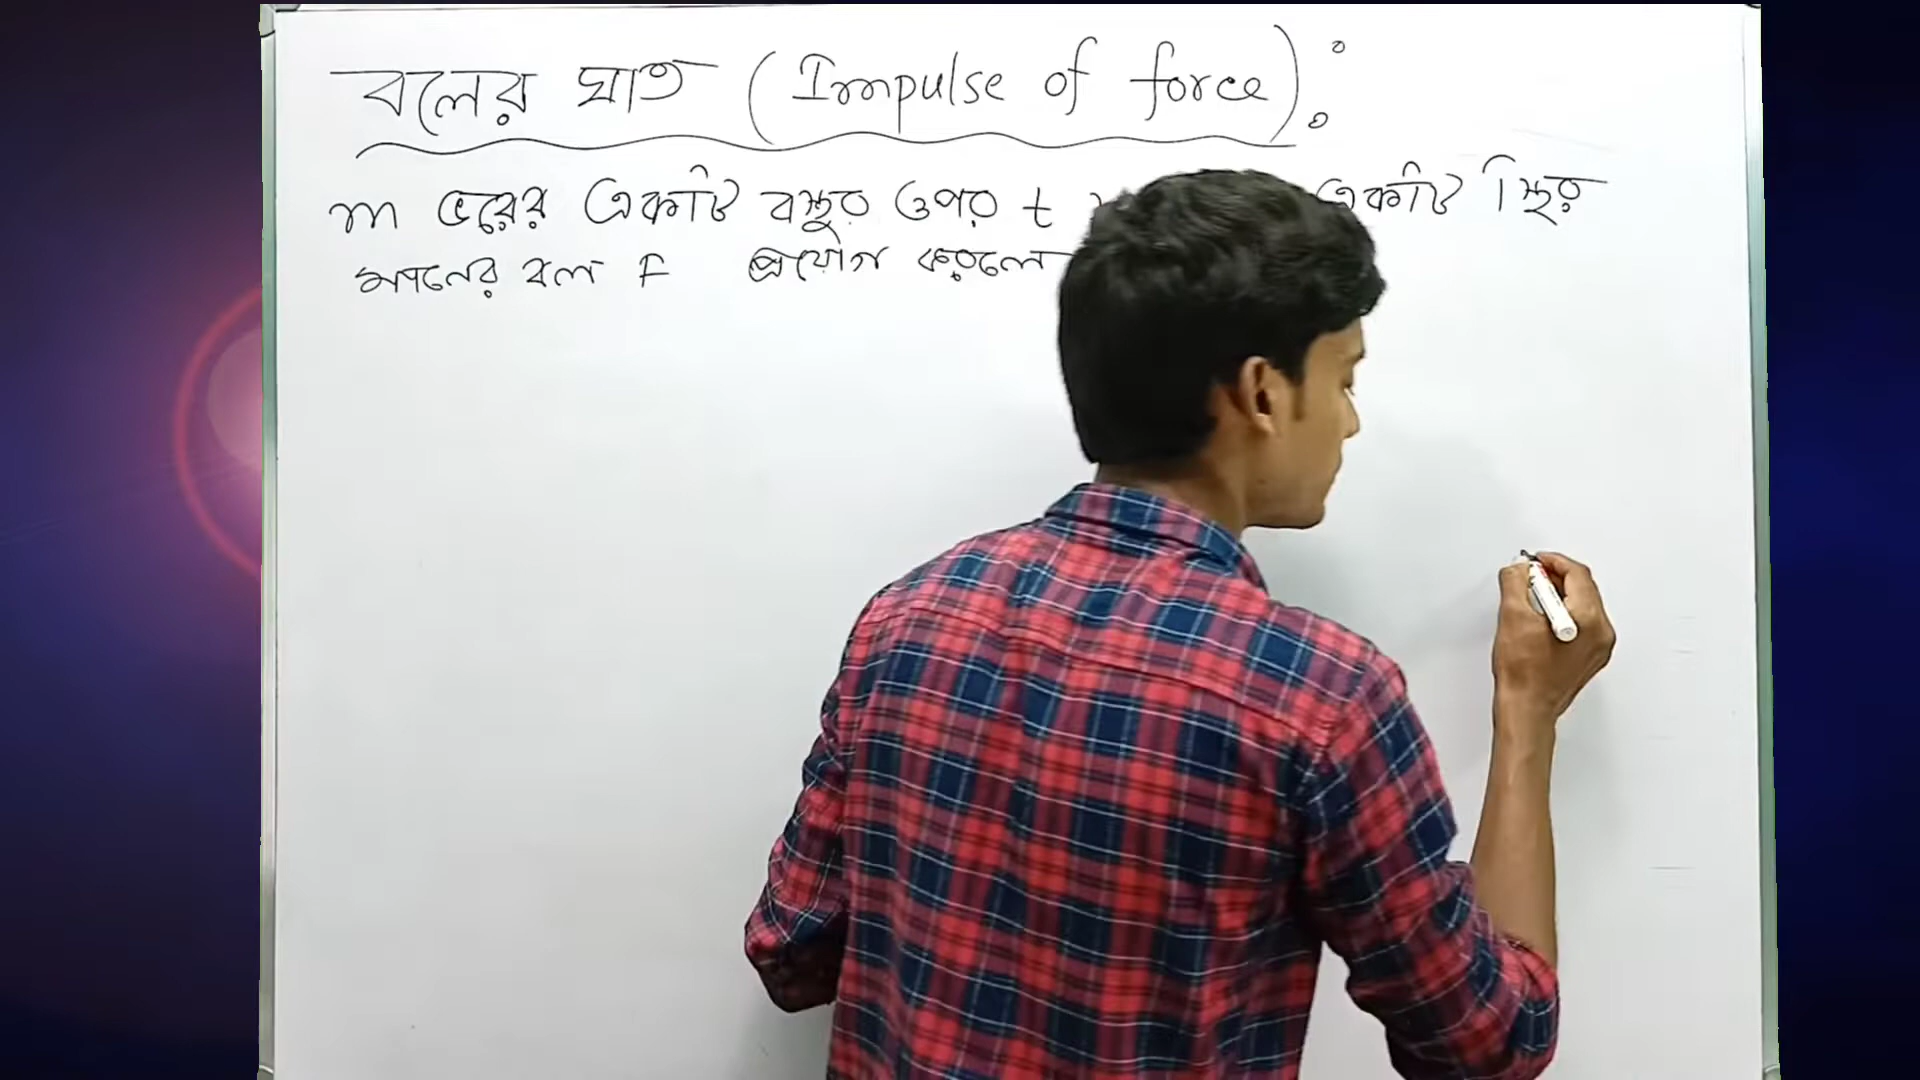 বলের ঘাত (Impulse of force):
m ভরের একটি বস্তুর ওপর t একটি স্থির
মানের বল F প্রয়োগ করলে